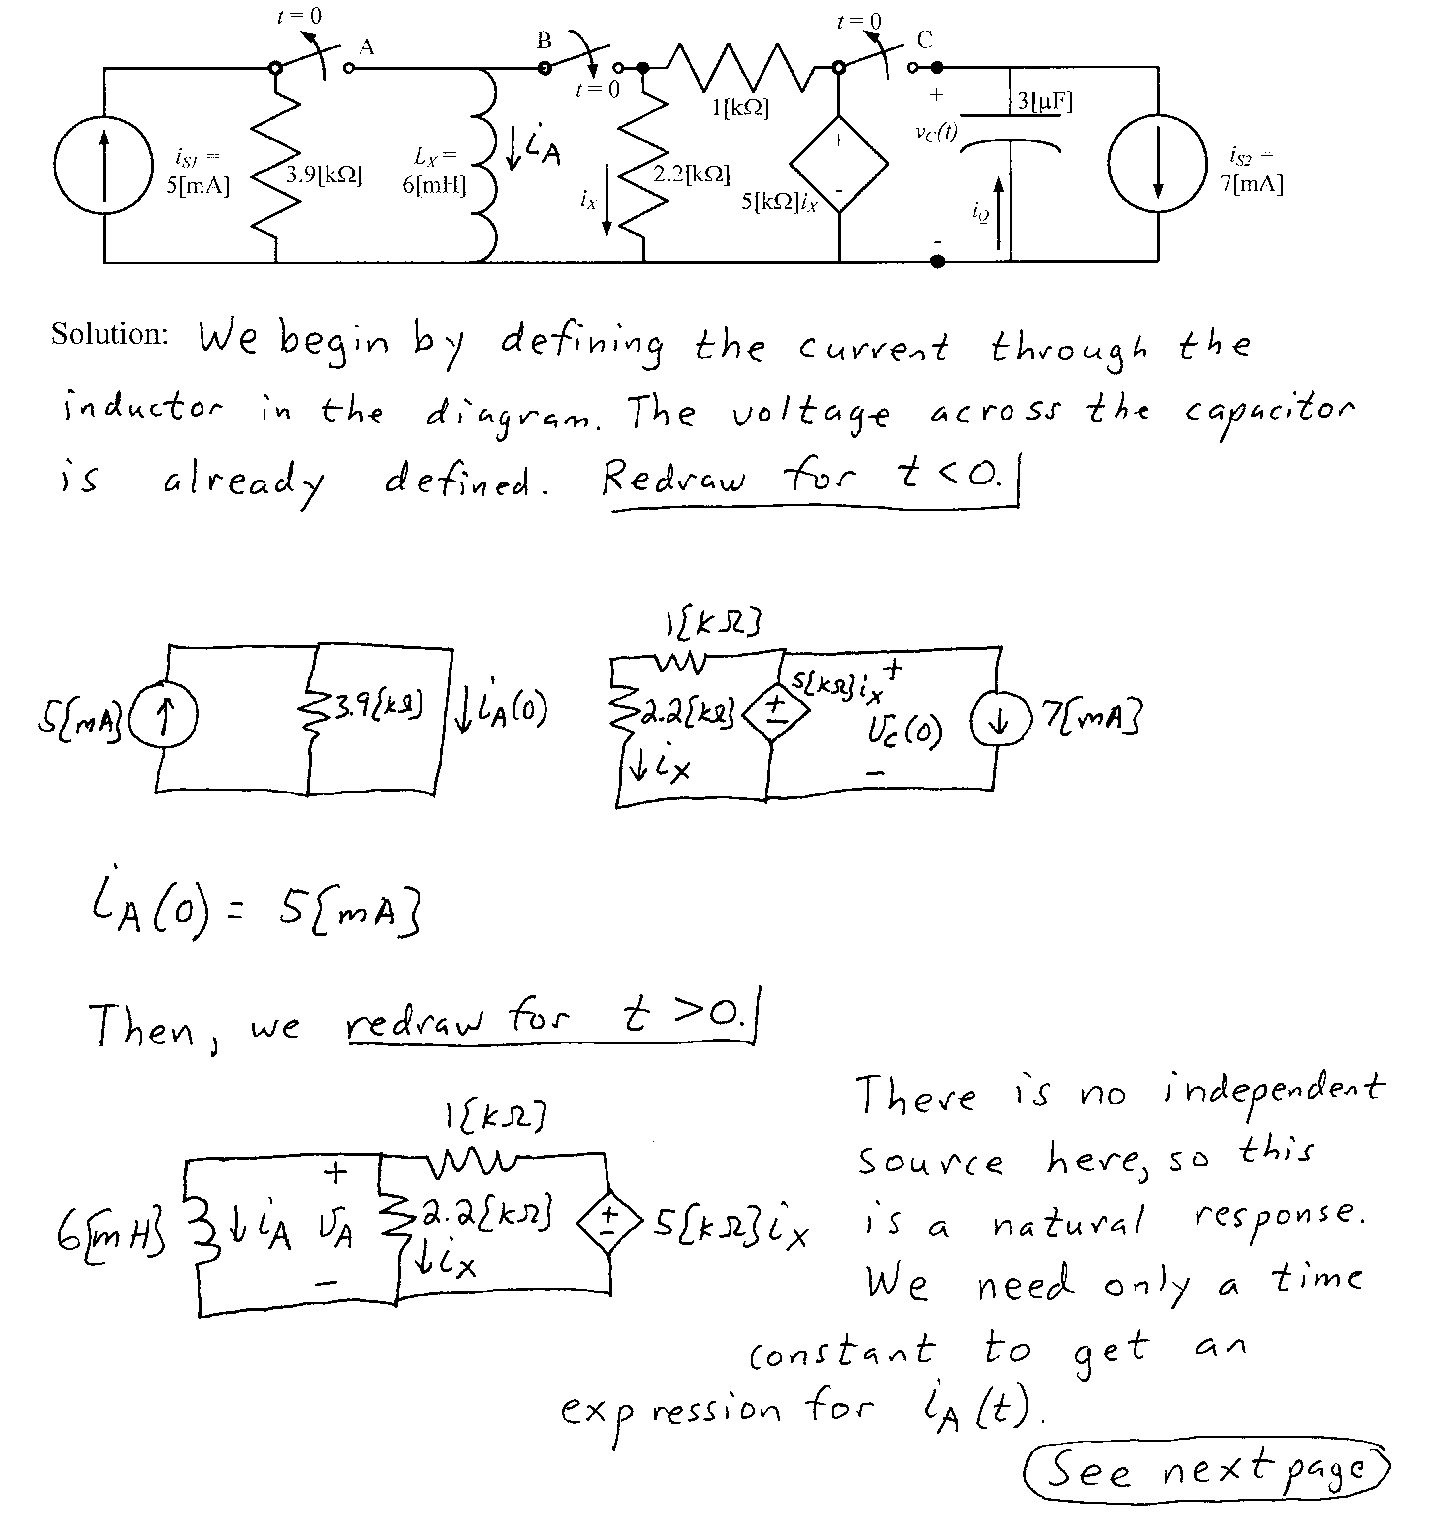 t = 0
t = 0
A
B
C
t = 0
1[kΩ]
3[μF]
+
+
v_C(t)
i_S1 =
5[mA]
3.9[kΩ]
L_X =
6[mH]
i_A
i_X
2.2[kΩ]
5[kΩ]i_X
-
i_Q
i_S2 =
7[mA]
-
Solution: We begin by defining the current through the
inductor in the diagram. The voltage across the capacitor
is already defined. Redraw for t < 0.
1[kΩ]
5[mA]
3.9[kΩ]
i_A(0)
2.2[kΩ]
i_X
+
-
5[kΩ]i_X
+
v_C(0)
-
7[mA]
i_A(0) = 5[mA]
Then, we redraw for t > 0.
1[kΩ]
6[mH]
i_A
+
v_A
-
2.2[kΩ]
i_X
+
-
5[kΩ]i_X
There is no independent
source here, so this
is a natural response.
We need only a time
constant to get an
expression for i_A(t).
See next page